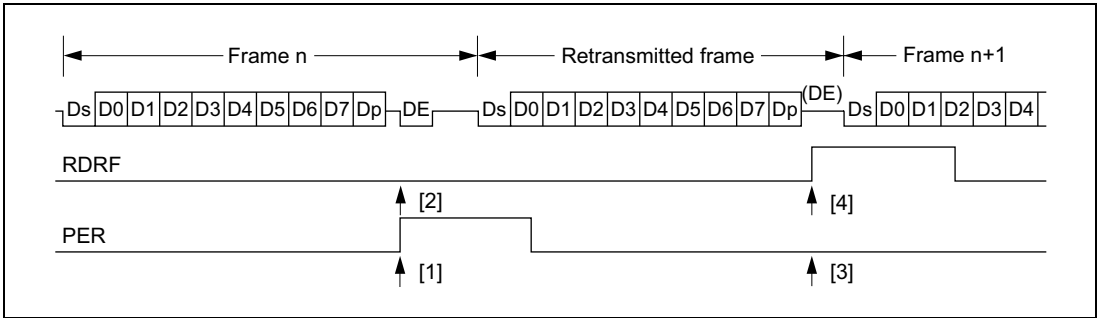 Frame n Retransmitted frame Frame n+1
Ds D0 D1 D2 D3 D4 D5 D6 D7 Dp DE Ds D0 D1 D2 D3 D4 D5 D6 D7 Dp (DE) Ds D0 D1 D2 D3 D4
RDRF
[2] [4]
PER
[1] [3]